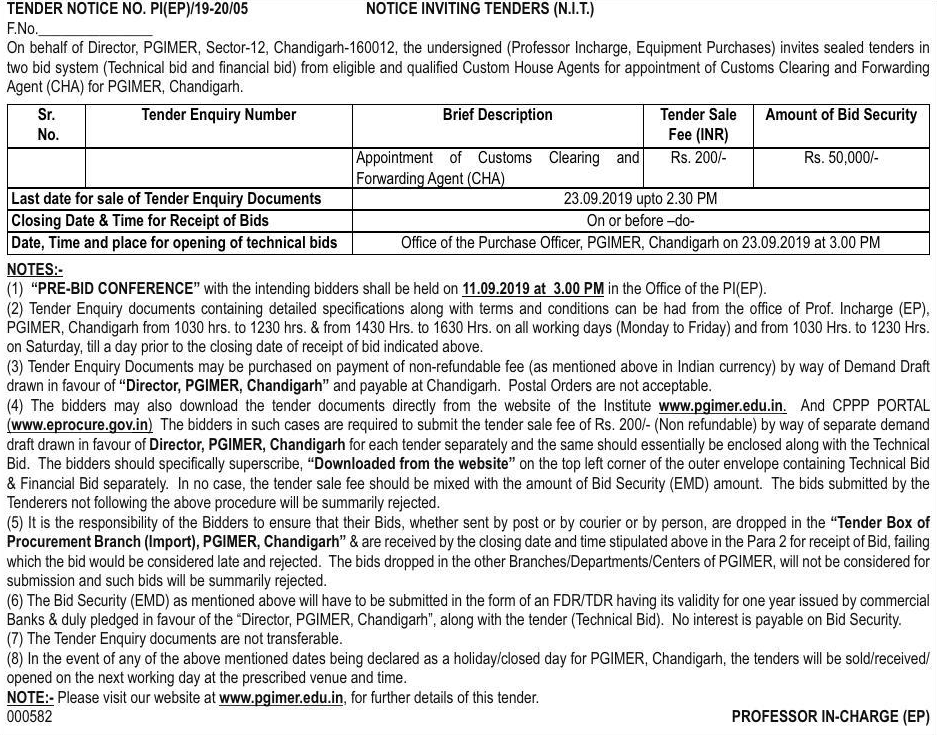 TENDER NOTICE NO. PI(EP)/19-20/05 NOTICE INVITING TENDERS (N.I.T.)
F.No.______________
On behalf of Director, PGIMER, Sector-12, Chandigarh-160012, the undersigned (Professor Incharge, Equipment Purchases) invites sealed tenders in
two bid system (Technical bid and financial bid) from eligible and qualified Custom House Agents for appointment of Customs Clearing and Forwarding
Agent (CHA) for PGIMER, Chandigarh.
Sr. No. Tender Enquiry Number Brief Description Tender Sale Fee (INR) Amount of Bid Security
Appointment of Customs Clearing and Rs. 200/- Rs. 50,000/-
Forwarding Agent (CHA)
Last date for sale of Tender Enquiry Documents 23.09.2019 upto 2.30 PM
Closing Date & Time for Receipt of Bids On or before –do-
Date, Time and place for opening of technical bids Office of the Purchase Officer, PGIMER, Chandigarh on 23.09.2019 at 3.00 PM
NOTES:-
(1) “PRE-BID CONFERENCE” with the intending bidders shall be held on 11.09.2019 at 3.00 PM in the Office of the PI(EP).
(2) Tender Enquiry documents containing detailed specifications along with terms and conditions can be had from the office of Prof. Incharge (EP),
PGIMER, Chandigarh from 1030 hrs. to 1230 hrs. & from 1430 Hrs. to 1630 Hrs. on all working days (Monday to Friday) and from 1030 Hrs. to 1230 Hrs.
on Saturday, till a day prior to the closing date of receipt of bid indicated above.
(3) Tender Enquiry Documents may be purchased on payment of non-refundable fee (as mentioned above in Indian currency) by way of Demand Draft
drawn in favour of “Director, PGIMER, Chandigarh” and payable at Chandigarh. Postal Orders are not acceptable.
(4) The bidders may also download the tender documents directly from the website of the Institute www.pgimer.edu.in. And CPPP PORTAL
(www.eprocure.gov.in) The bidders in such cases are required to submit the tender sale fee of Rs. 200/- (Non refundable) by way of separate demand
draft drawn in favour of Director, PGIMER, Chandigarh for each tender separately and the same should essentially be enclosed along with the Technical
Bid. The bidders should specifically superscribe, “Downloaded from the website” on the top left corner of the outer envelope containing Technical Bid
& Financial Bid separately. In no case, the tender sale fee should be mixed with the amount of Bid Security (EMD) amount. The bids submitted by the
Tenderers not following the above procedure will be summarily rejected.
(5) It is the responsibility of the Bidders to ensure that their Bids, whether sent by post or by courier or by person, are dropped in the “Tender Box of
Procurement Branch (Import), PGIMER, Chandigarh” & are received by the closing date and time stipulated above in the Para 2 for receipt of Bid, failing
which the bid would be considered late and rejected. The bids dropped in the other Branches/Departments/Centers of PGIMER, will not be considered for
submission and such bids will be summarily rejected.
(6) The Bid Security (EMD) as mentioned above will have to be submitted in the form of an FDR/TDR having its validity for one year issued by commercial
Banks & duly pledged in favour of the “Director, PGIMER, Chandigarh”, along with the tender (Technical Bid). No interest is payable on Bid Security.
(7) The Tender Enquiry documents are not transferable.
(8) In the event of any of the above mentioned dates being declared as a holiday/closed day for PGIMER, Chandigarh, the tenders will be sold/received/
opened on the next working day at the prescribed venue and time.
NOTE:- Please visit our website at www.pgimer.edu.in, for further details of this tender.
000582 PROFESSOR IN-CHARGE (EP)